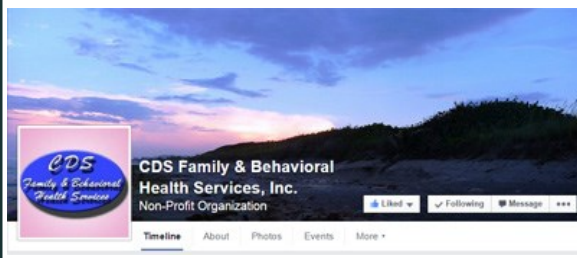 CDS
Family & Behavioral
Health Services
CDS Family & Behavioral
Health Services, Inc.
Non-Profit Organization
Liked
Following
Message
Timeline About Photos Events More